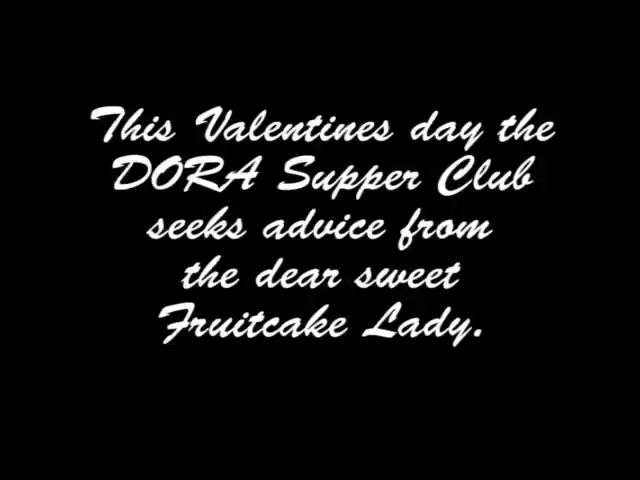 This Valentines day the
DORA Supper Club
seeks advice from
the dear sweet
Fruitcake Lady.